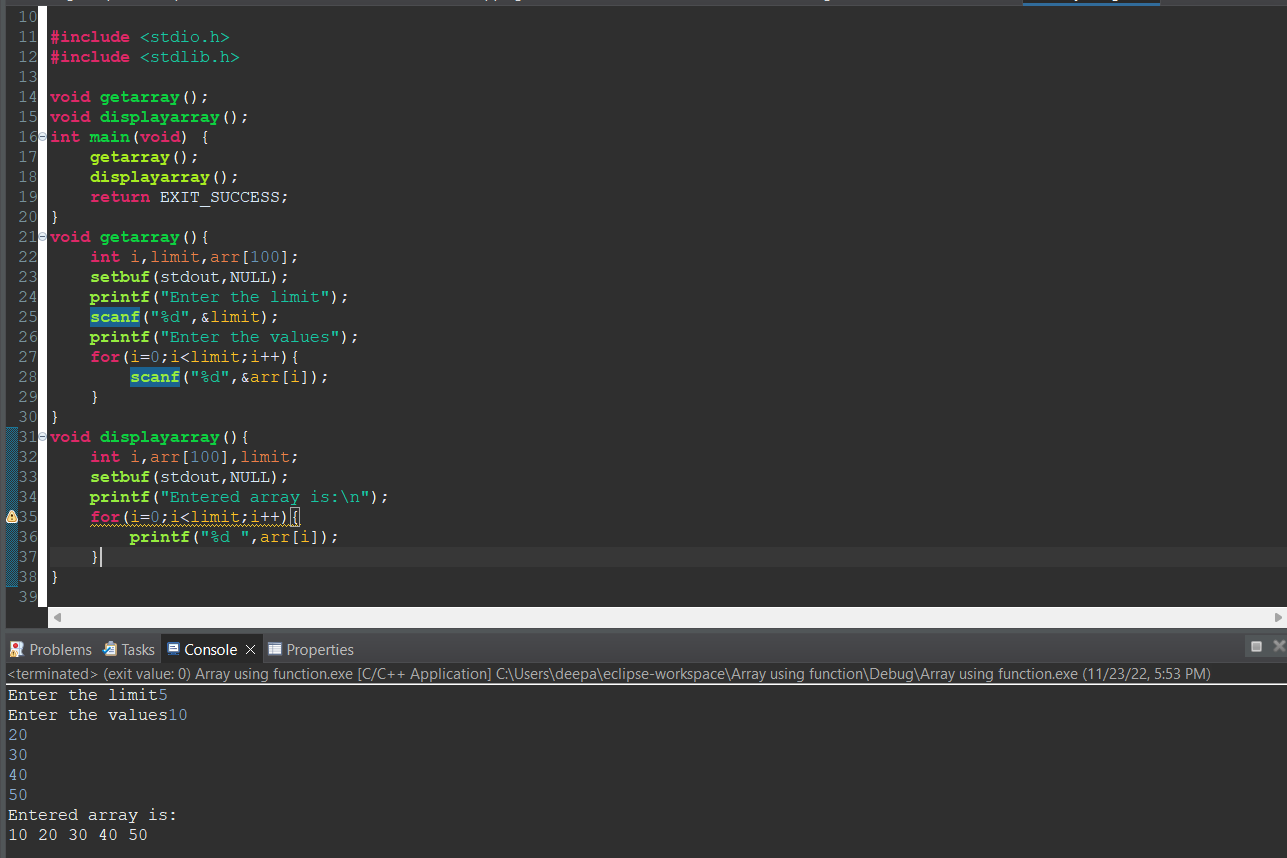 10
11 #include <stdio.h>
12 #include <stdlib.h>
13
14 void getarray();
15 void displayarray();
16 int main(void) {
17     getarray();
18     displayarray();
19     return EXIT_SUCCESS;
20 }
21 void getarray(){
22     int i,limit,arr[100];
23     setbuf(stdout,NULL);
24     printf("Enter the limit");
25     scanf("%d",&limit);
26     printf("Enter the values");
27     for(i=0;i<limit;i++){
28         scanf("%d",&arr[i]);
29     }
30 }
31 void displayarray(){
32     int i,arr[100],limit;
33     setbuf(stdout,NULL);
34     printf("Entered array is:\n");
35     for(i=0;i<limit;i++){
36         printf("%d ",arr[i]);
37     }
38 }
39
Problems Tasks Console Properties
<terminated> (exit value: 0) Array using function.exe [C/C++ Application] C:\Users\deepa\eclipse-workspace\Array using function\Debug\Array using function.exe (11/23/22, 5:53 PM)
Enter the limit5
Enter the values10
20
30
40
50
Entered array is:
10 20 30 40 50